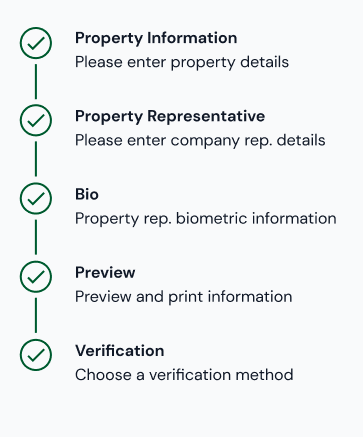 Property Information
Please enter property details
Property Representative
Please enter company rep. details
Bio
Property rep. biometric information
Preview
Preview and print information
Verification
Choose a verification method